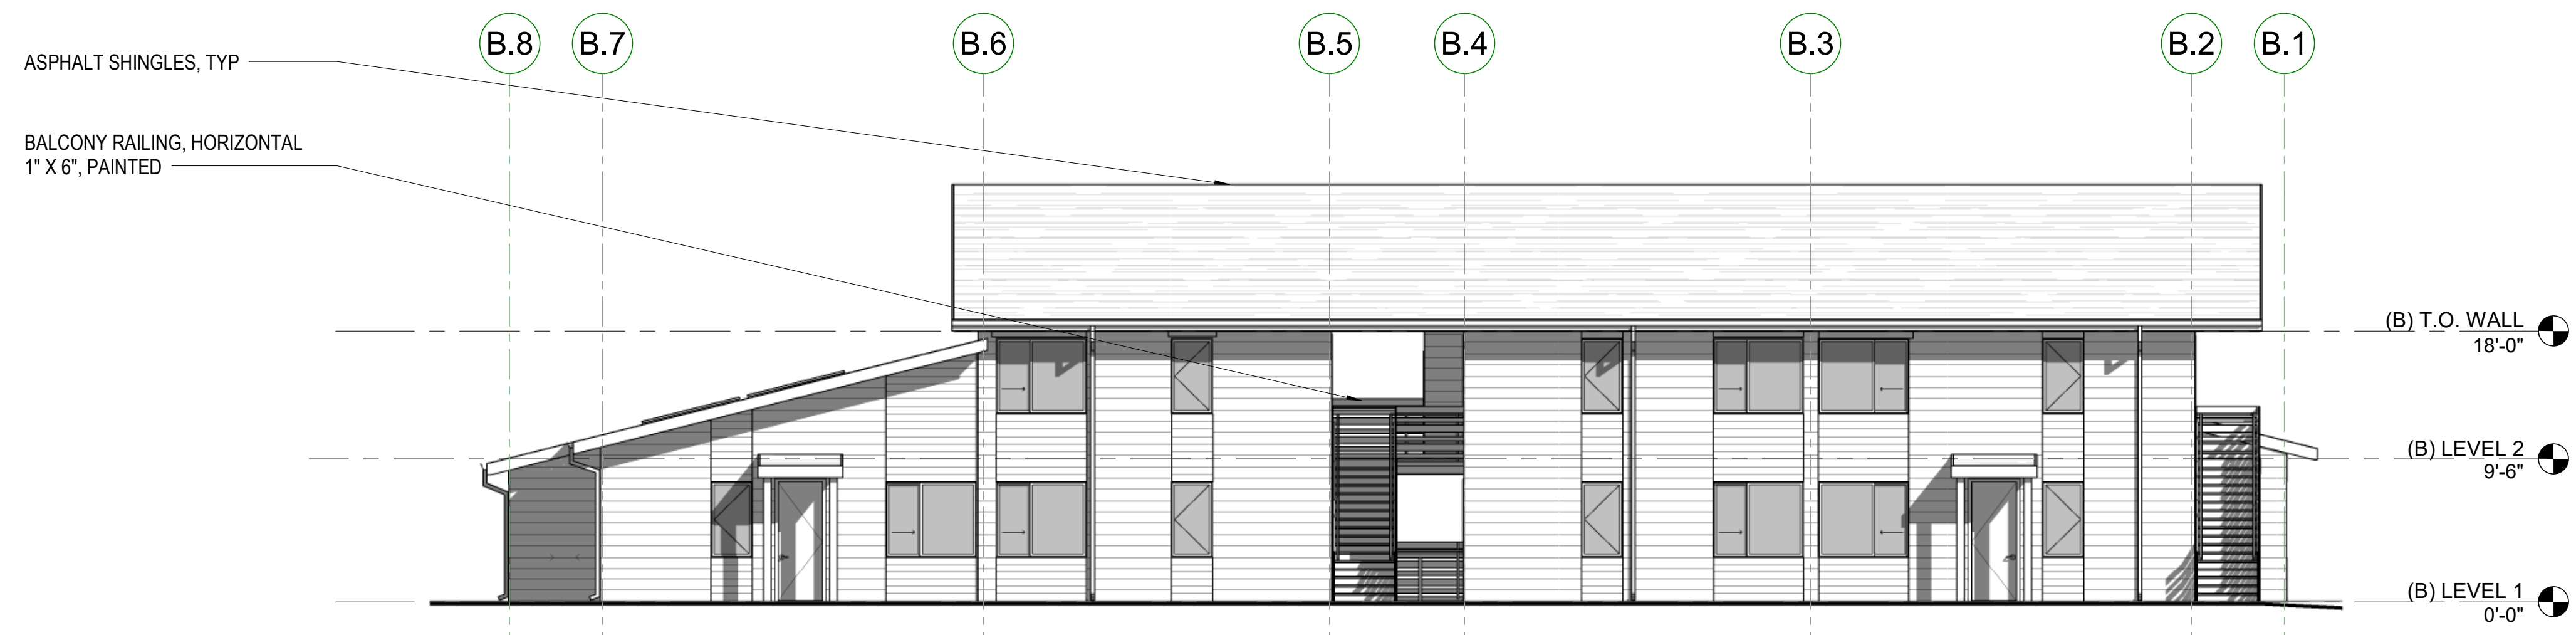 B.8
B.7
B.6
B.5
B.4
B.3
B.2
B.1
ASPHALT SHINGLES, TYP
BALCONY RAILING, HORIZONTAL
1" X 6", PAINTED
(B) T.O. WALL
18'-0"
(B) LEVEL 2
9'-6"
(B) LEVEL 1
0'-0"